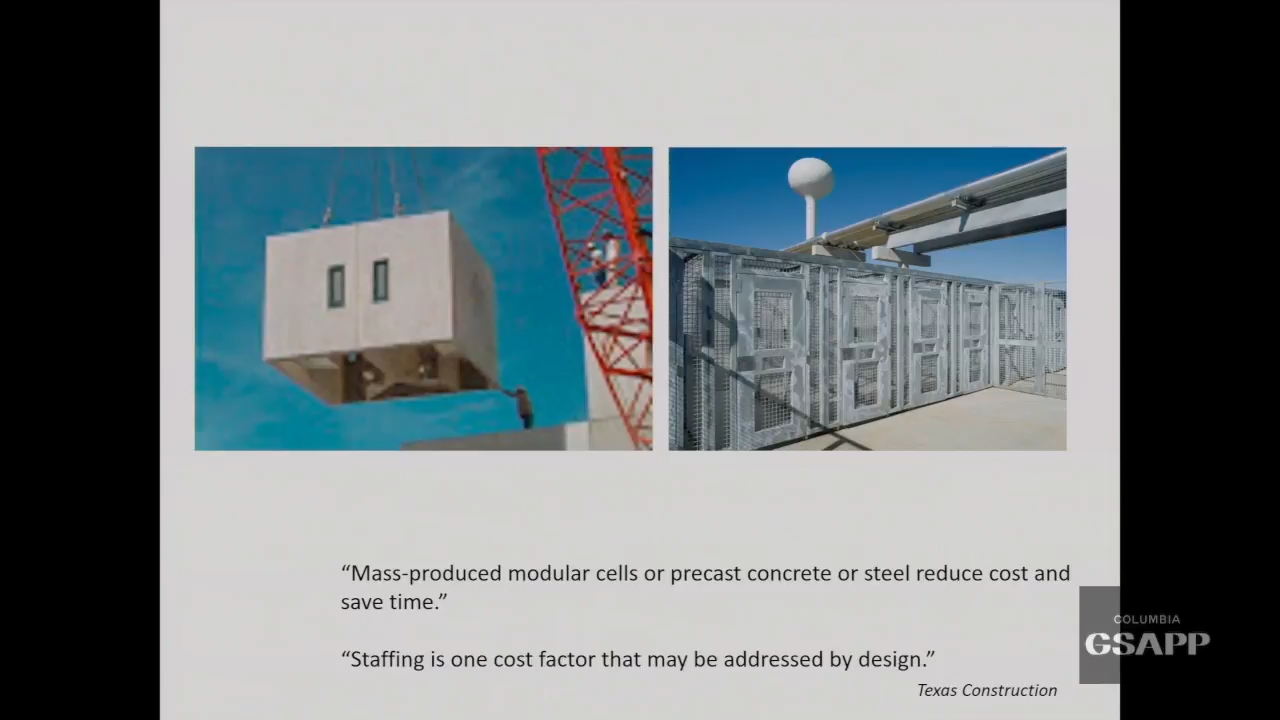 “Mass-produced modular cells or precast concrete or steel reduce cost and
save time.”
“Staffing is one cost factor that may be addressed by design.”
Texas Construction
COLUMBIA
GSAPP